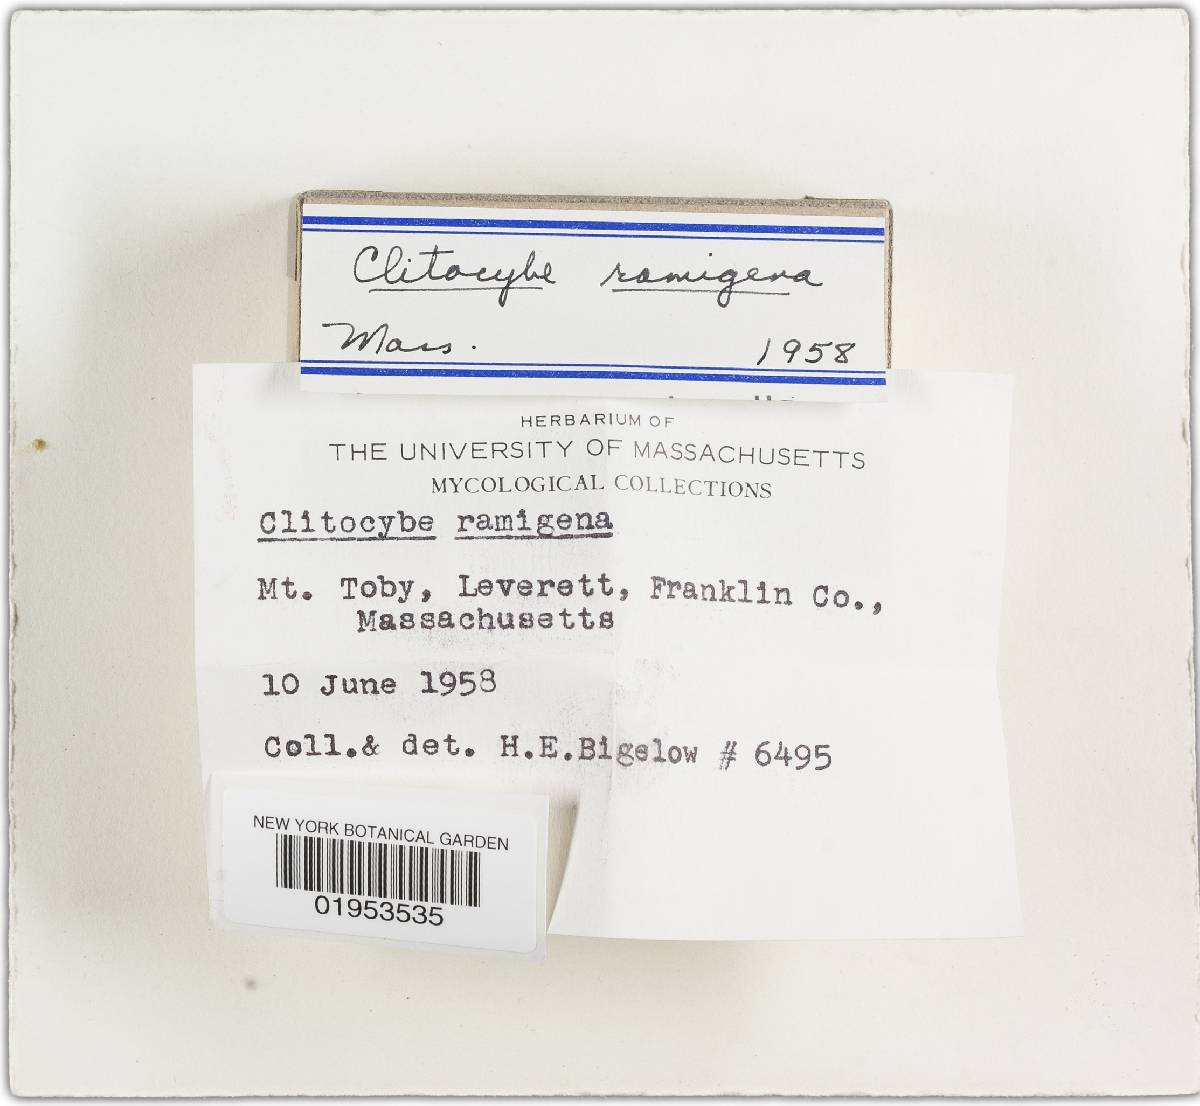 Clitocybe ramigena
Mass. 1958
HERBARIUM OF
THE UNIVERSITY OF MASSACHUSETTS
MYCOLOGICAL COLLECTIONS
Clitocybe ramigena
Mt. Toby, Leverett, Franklin Co.,
Massachusetts
10 June 1958
Coll.& det. H.E.Bigelow # 6495
NEW YORK BOTANICAL GARDEN
01953535